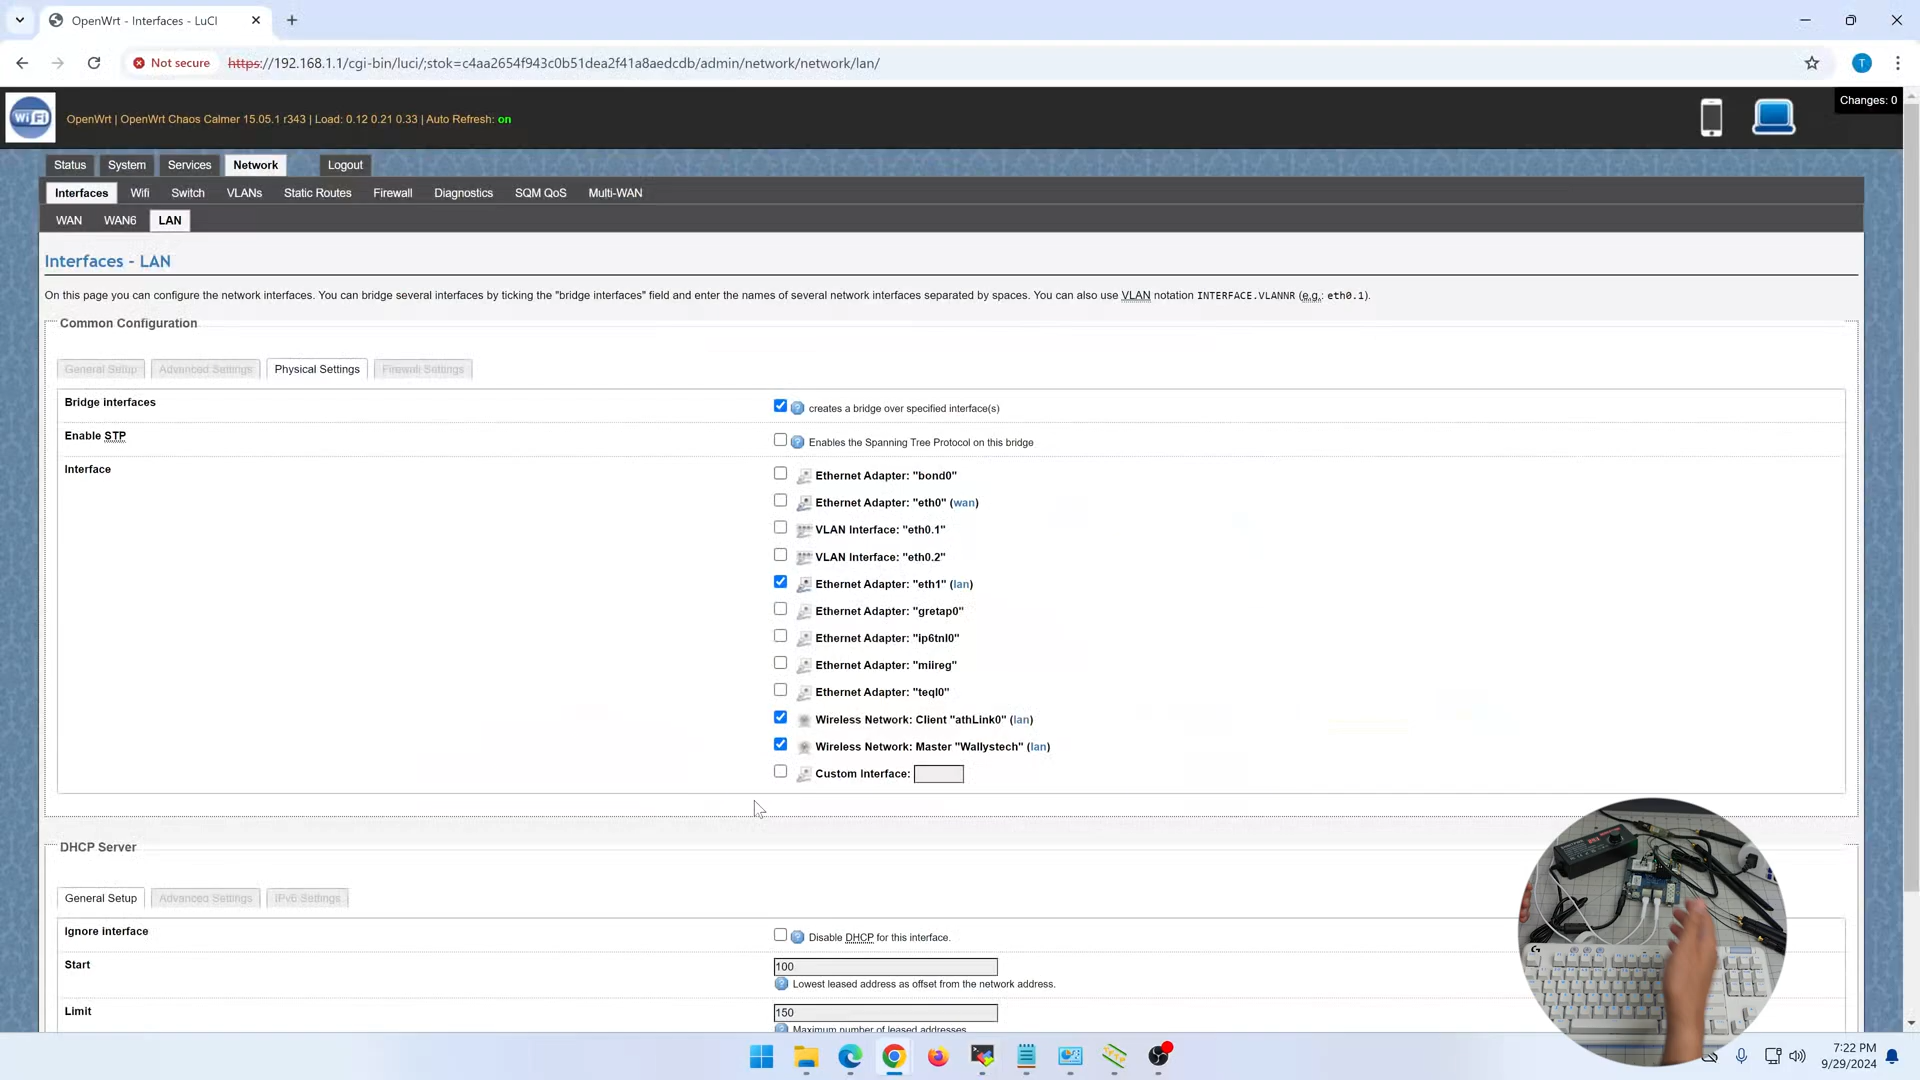 OpenWrt - Interfaces - LuCI
Not secure
https://192.168.1.1/cgi-bin/luci/;stok=c4aa2654f943c0b51dea2f41a8aedcdb/admin/network/network/lan/
T
WiFi
OpenWrt | OpenWrt Chaos Calmer 15.05.1 r343 | Load: 0.12 0.21 0.33 | Auto Refresh: on
Changes: 0
Status System Services Network Logout
Interfaces Wifi Switch VLANs Static Routes Firewall Diagnostics SQM QoS Multi-WAN
WAN WAN6 LAN
Interfaces - LAN
On this page you can configure the network interfaces. You can bridge several interfaces by ticking the "bridge interfaces" field and enter the names of several network interfaces separated by spaces. You can also use VLAN notation INTERFACE.VLANNR (e.g.: eth0.1).
Common Configuration
General Setup Advanced Settings Physical Settings Firewall Settings
Bridge interfaces
creates a bridge over specified interface(s)
Enable STP
Enables the Spanning Tree Protocol on this bridge
Interface
Ethernet Adapter: "bond0"
Ethernet Adapter: "eth0" (wan)
VLAN Interface: "eth0.1"
VLAN Interface: "eth0.2"
Ethernet Adapter: "eth1" (lan)
Ethernet Adapter: "gretap0"
Ethernet Adapter: "ip6tnl0"
Ethernet Adapter: "miireg"
Ethernet Adapter: "teql0"
Wireless Network: Client "athLink0" (lan)
Wireless Network: Master "Wallystech" (lan)
Custom Interface:
DHCP Server
General Setup Advanced Settings IPv6 Settings
Ignore interface
Disable DHCP for this interface.
Start
100
Lowest leased address as offset from the network address.
Limit
150
Maximum number of leased addresses.
7:22 PM
9/29/2024